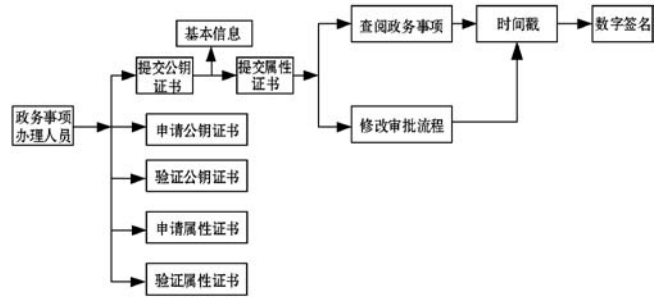 基本信息
查阅政务事项
时间戳
数字签名
提交公钥
证书
提交属性
证书
政务事项
办理人员
申请公钥证书
修改审批流程
验证公钥证书
申请属性证书
验证属性证书